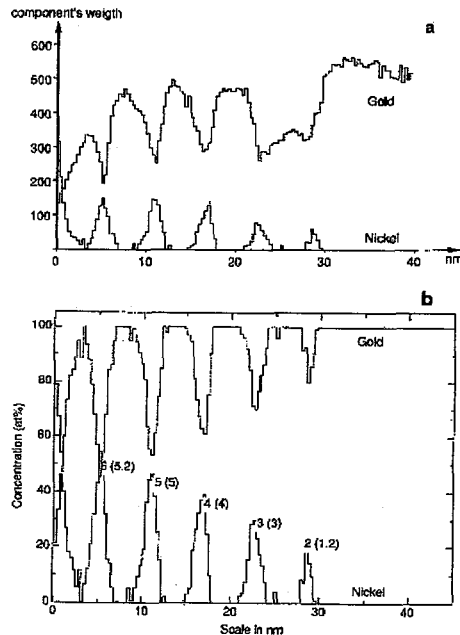 component's weigth
a
600
500
400
300
200
100
Gold
Nickel
0
10
20
30
40
nm
b
100
80
60
40
20
0
Concentration (at%)
Gold
6 (5.2)
5 (5)
4 (4)
3 (3)
2 (1.2)
Nickel
0
10
20
30
40
Scale in nm